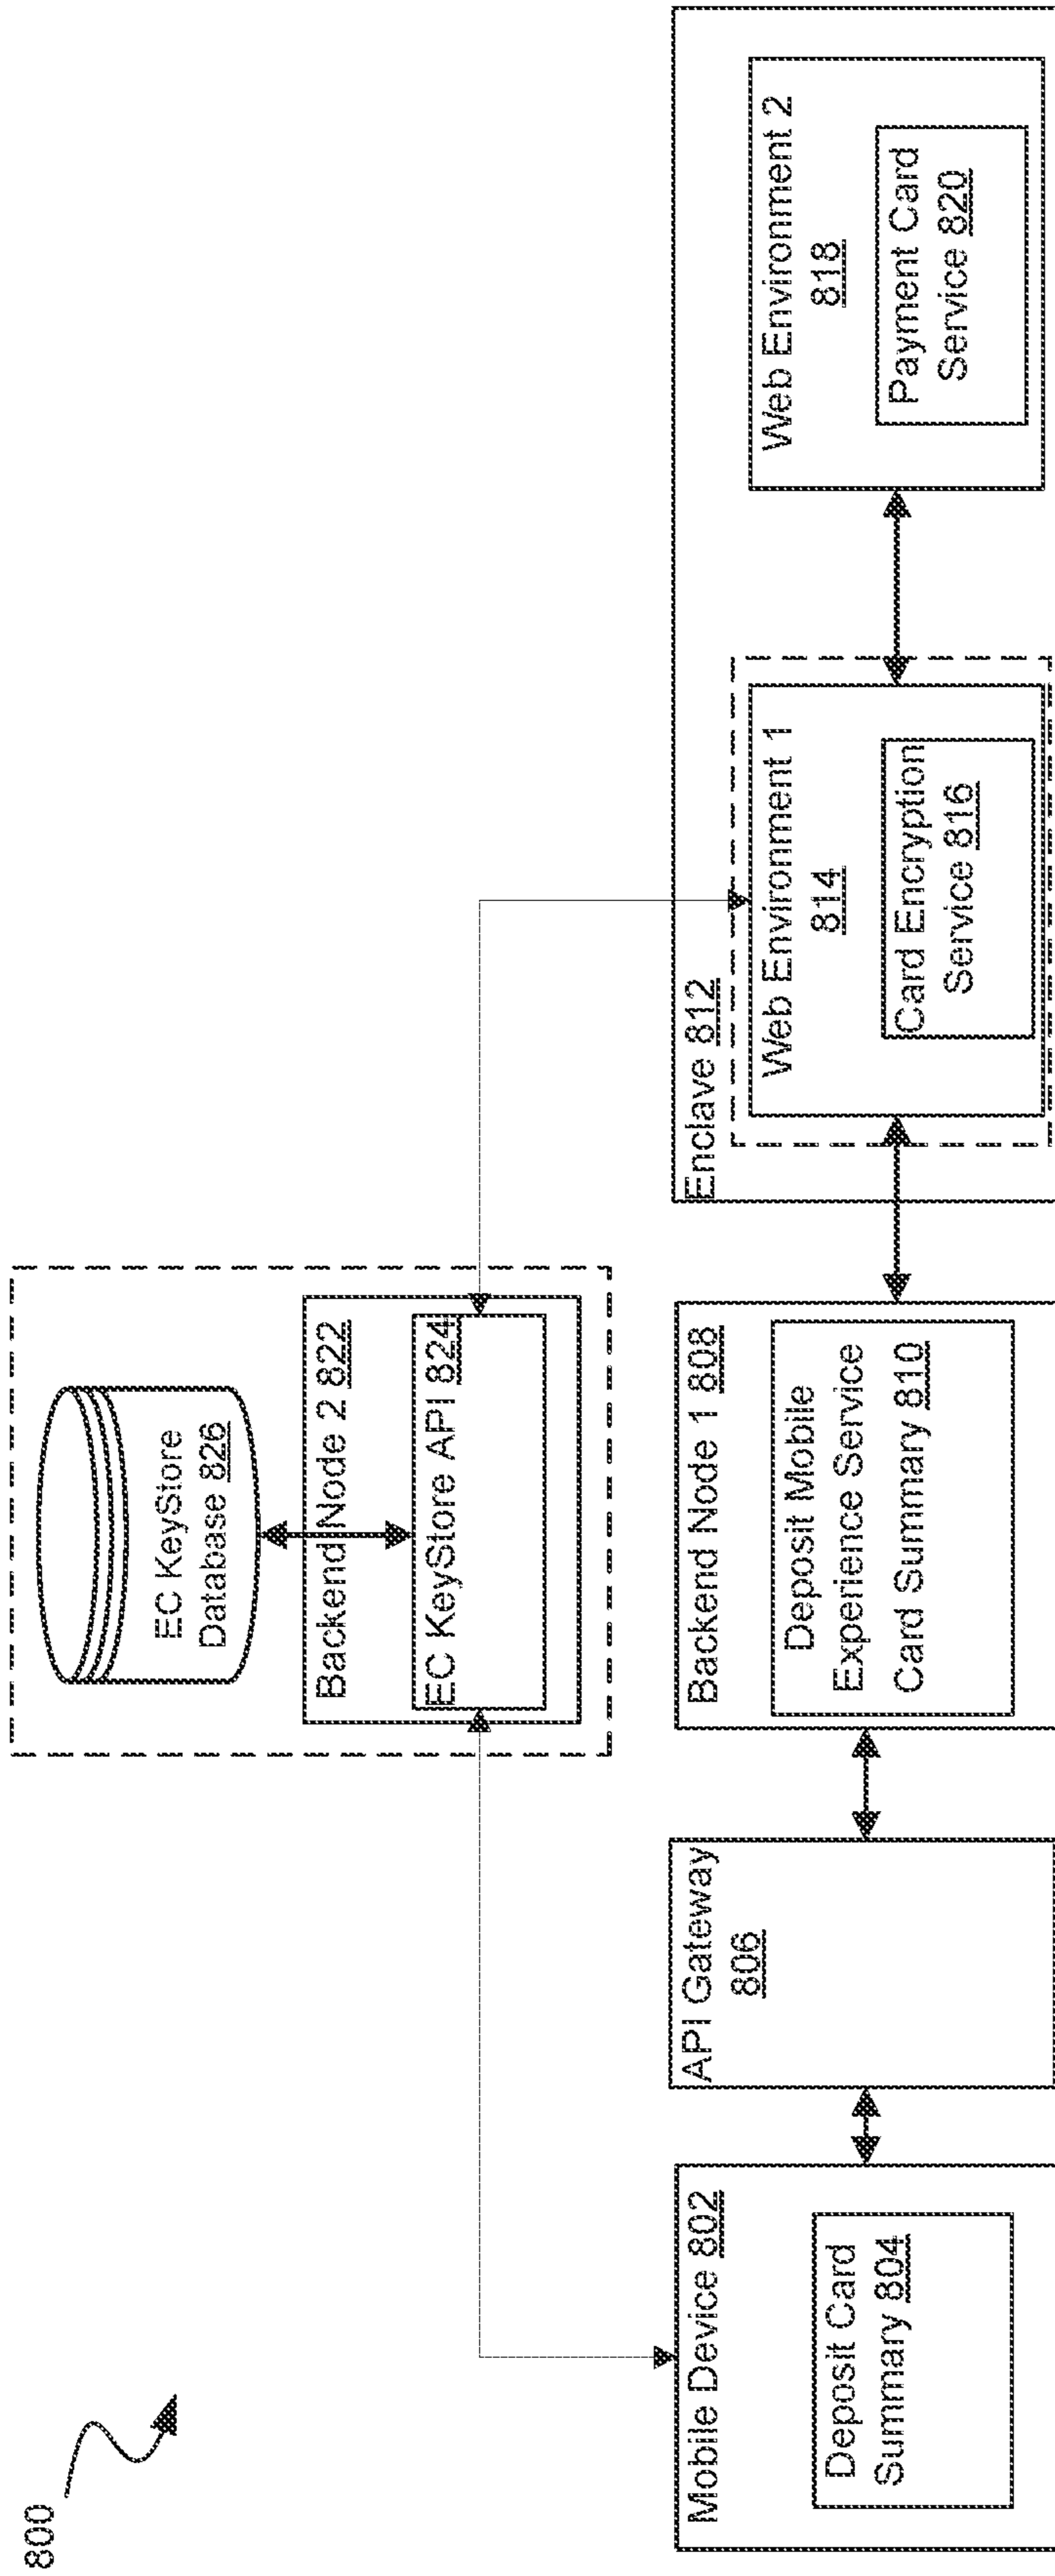 800
EC KeyStore
Database 826
Backend Node 2 822
EC KeyStore API 824
Mobile Device 802
Deposit Card
Summary 804
API Gateway
806
Backend Node 1 808
Deposit Mobile
Experience Service
Card Summary 810
Enclave 812
Web Environment 1
814
Card Encryption
Service 816
Web Environment 2
818
Payment Card
Service 820